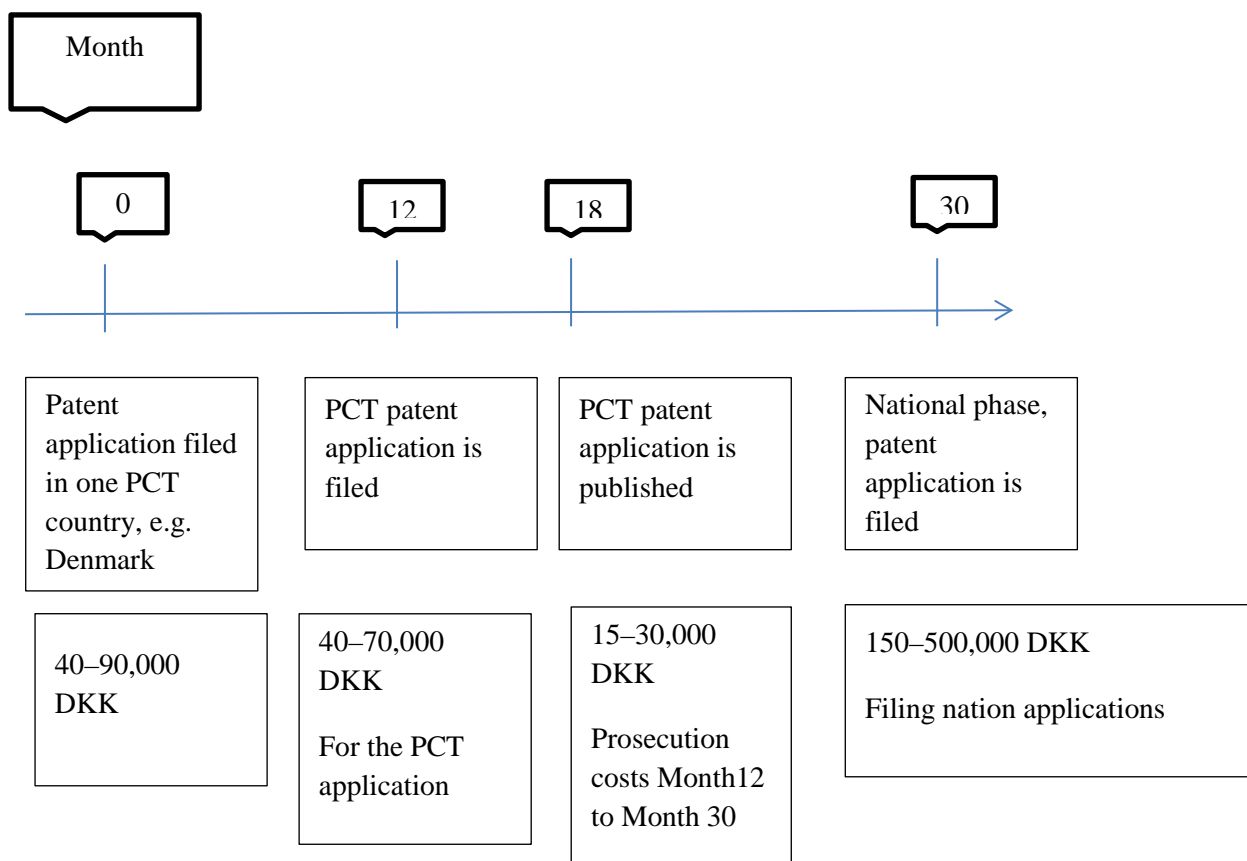 Month
0
12
18
30
Patent
application filed
in one PCT
country, e.g.
Denmark
PCT patent
application is
filed
PCT patent
application is
published
National phase,
patent
application is
filed
40–90,000
DKK
40–70,000
DKK
For the PCT
application
15–30,000
DKK
Prosecution
costs Month12
to Month 30
150–500,000 DKK
Filing nation applications